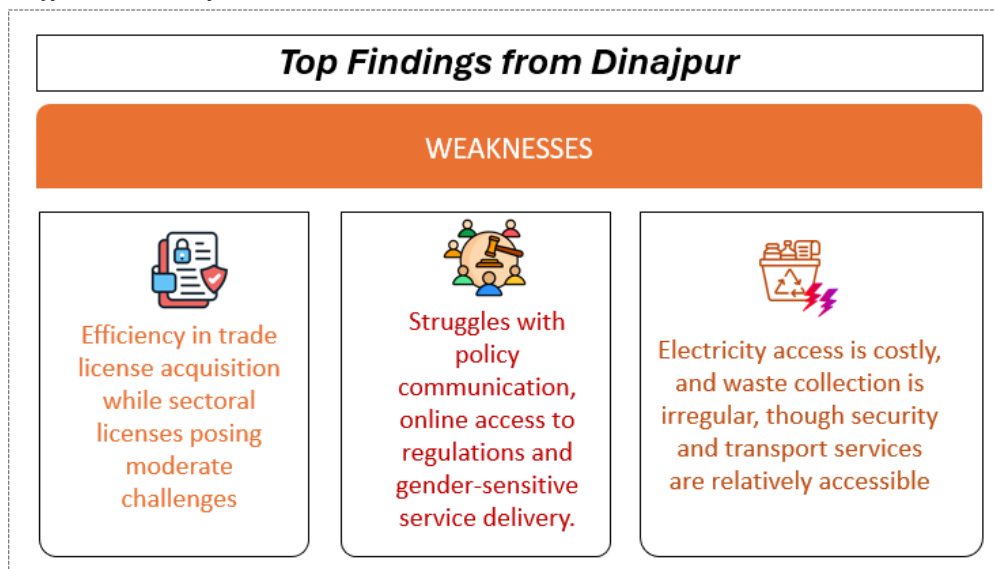 Top Findings from Dinajpur
WEAKNESSES
Efficiency in trade
license acquisition
while sectoral
licenses posing
moderate
challenges
Struggles with
policy
communication,
online access to
regulations and
gender-sensitive
service delivery.
Electricity access is costly,
and waste collection is
irregular, though security
and transport services
are relatively accessible